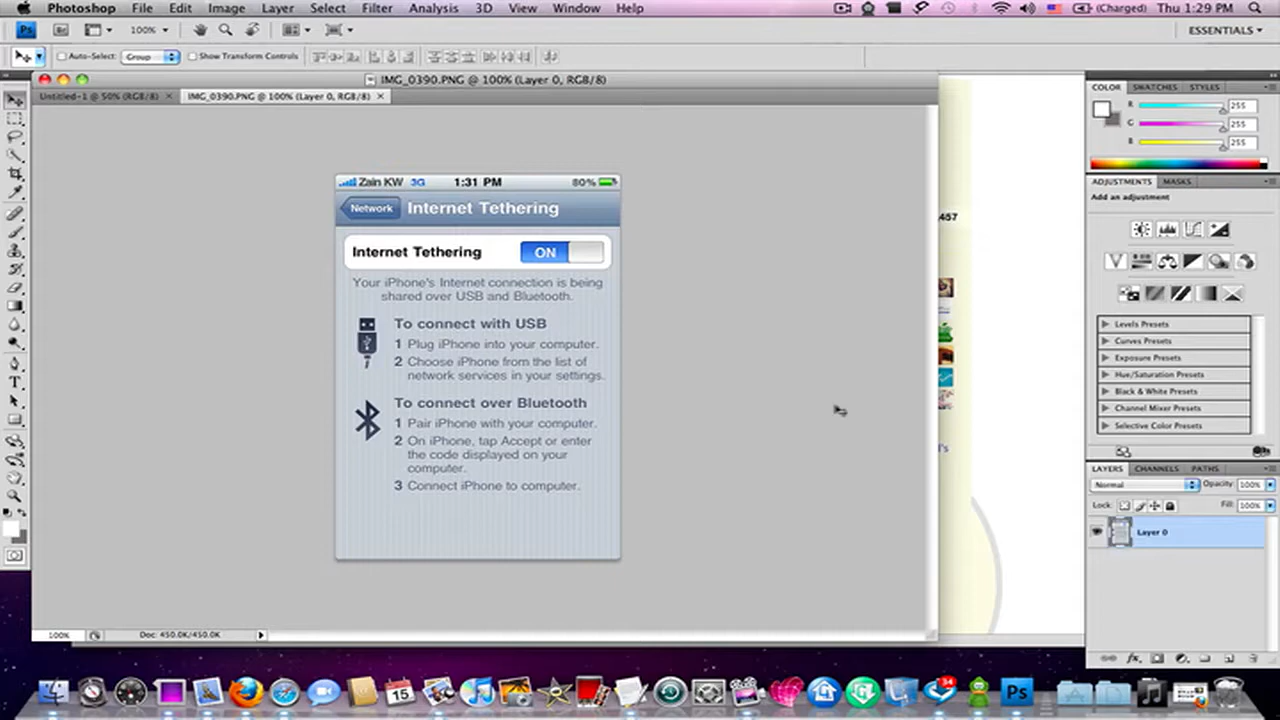 Photoshop File Edit Image Layer Select Filter Analysis 3D View Window Help (Charged) Thu 1:29 PM
Ps Br 100% ESSENTIALS
Auto-Select: Group Show Transform Controls
IMG_0390.PNG @ 100% (Layer 0, RGB/8)
Untitled-1 @ 50% (RGB/8) IMG_0390.PNG @ 100% (Layer 0, RGB/8)
Zain KW 3G 1:31 PM 80%
Network Internet Tethering
Internet Tethering ON
Your iPhone's Internet connection is being
shared over USB and Bluetooth.
To connect with USB
1 Plug iPhone into your computer.
2 Choose iPhone from the list of
network services in your settings.
To connect over Bluetooth
1 Pair iPhone with your computer.
2 On iPhone, tap Accept or enter
the code displayed on your
computer.
3 Connect iPhone to computer.
100% Doc: 450.0K/450.0K
,457
's
COLOR SWATCHES STYLES
R 255
G 255
B 255
ADJUSTMENTS MASKS
Add an adjustment
Levels Presets
Curves Presets
Exposure Presets
Hue/Saturation Presets
Black & White Presets
Channel Mixer Presets
Selective Color Presets
LAYERS CHANNELS PATHS
Normal Opacity: 100%
Lock: Fill: 100%
Layer 0
15
34
Ps